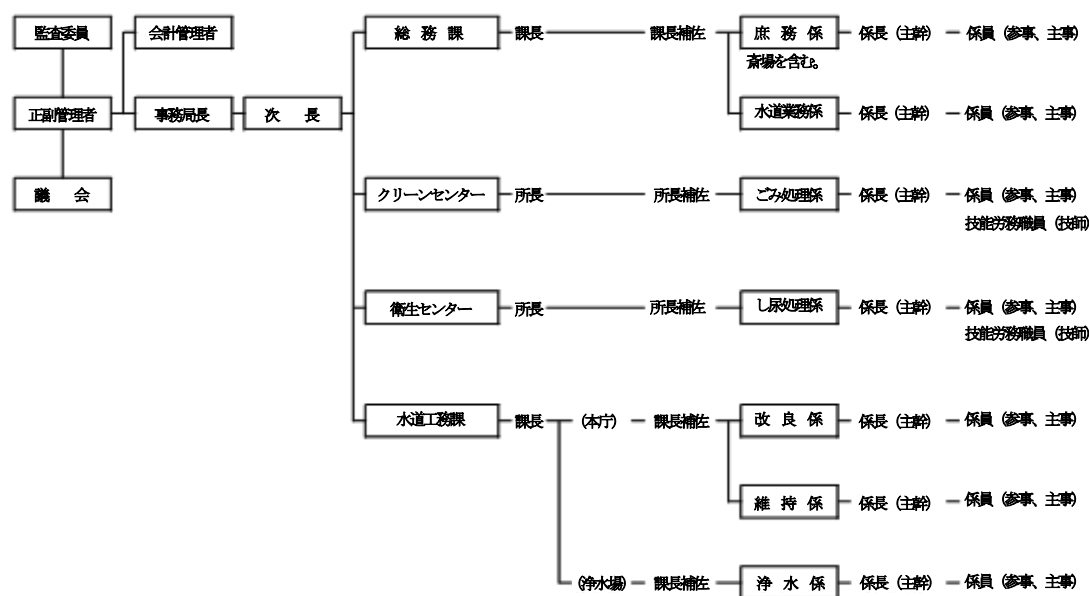 監査委員 会計管理者 総務課 課長 課長補佐 庶務係 係長（主幹） 係員（参事、主事）
斎場を含む。
正副管理者 事務局長 次長 水道業務係 係長（主幹） 係員（参事、主事）
議会 クリーンセンター 所長 所長補佐 ごみ処理係 係長（主幹） 係員（参事、主事）
技能労務職員（技師）
衛生センター 所長 所長補佐 し尿処理係 係長（主幹） 係員（参事、主事）
技能労務職員（技師）
水道工務課 課長 （本庁） 課長補佐 改良係 係長（主幹） 係員（参事、主事）
維持係 係長（主幹） 係員（参事、主事）
（浄水場） 課長補佐 浄水係 係長（主幹） 係員（参事、主事）